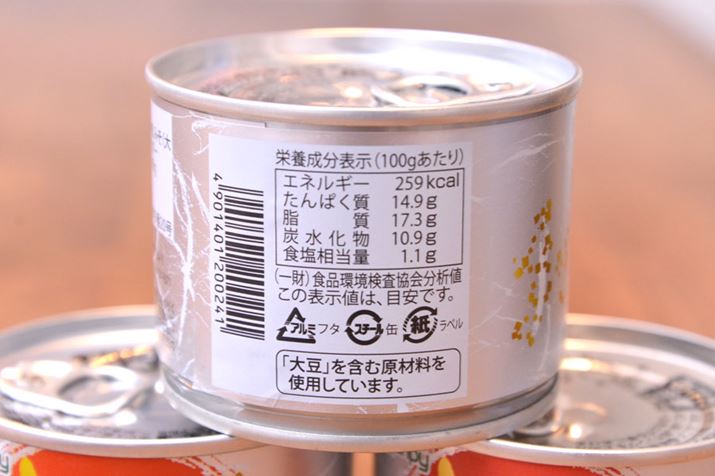 栄養成分表示(100gあたり)
エネルギー 259kcal
たんぱく質 14.9g
脂質 17.3g
炭水化物 10.9g
食塩相当量 1.1g
(一財)食品環境検査協会分析値
この表示値は、目安です。
アルミ フタ スチール 缶 紙 ラベル
「大豆」を含む原材料を
使用しています。
4901401200241